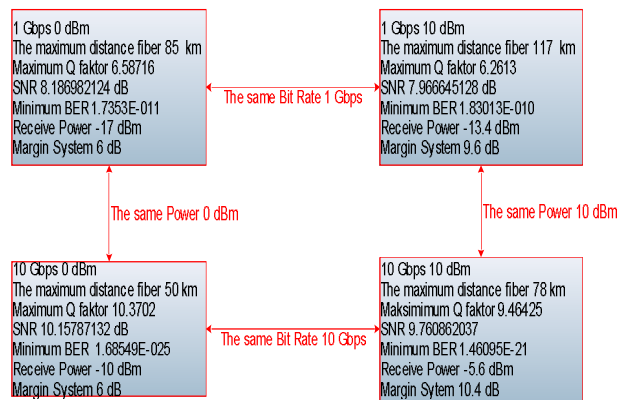 1 Gbps 0 dBm
The maximum distance fiber 85 km
Maximum Q faktor 6.58716
SNR 8.186982124 dB
Minimum BER 1.7353E-011
Receive Power -17 dBm
Margin System 6 dB
The same Bit Rate 1 Gbps
1 Gbps 10 dBm
The maximum distance fiber 117 km
Maximum Q faktor 6.2613
SNR 7.966645128 dB
Minimum BER 1.83013E-010
Receive Power -13.4 dBm
Margin System 9.6 dB
The same Power 0 dBm
The same Power 10 dBm
10 Gbps 0 dBm
The maximum distance fiber 50 km
Maximum Q faktor 10.3702
SNR 10.15787132 dB
Minimum BER 1.68549E-025
Receive Power -10 dBm
Margin System 6 dB
The same Bit Rate 10 Gbps
10 Gbps 10 dBm
The maximum distance fiber 78 km
Maksimimum Q faktor 9.46425
SNR 9.760862037
Minimum BER 1.46095E-21
Receive Power -5.6 dBm
Margin Sytem 10.4 dB